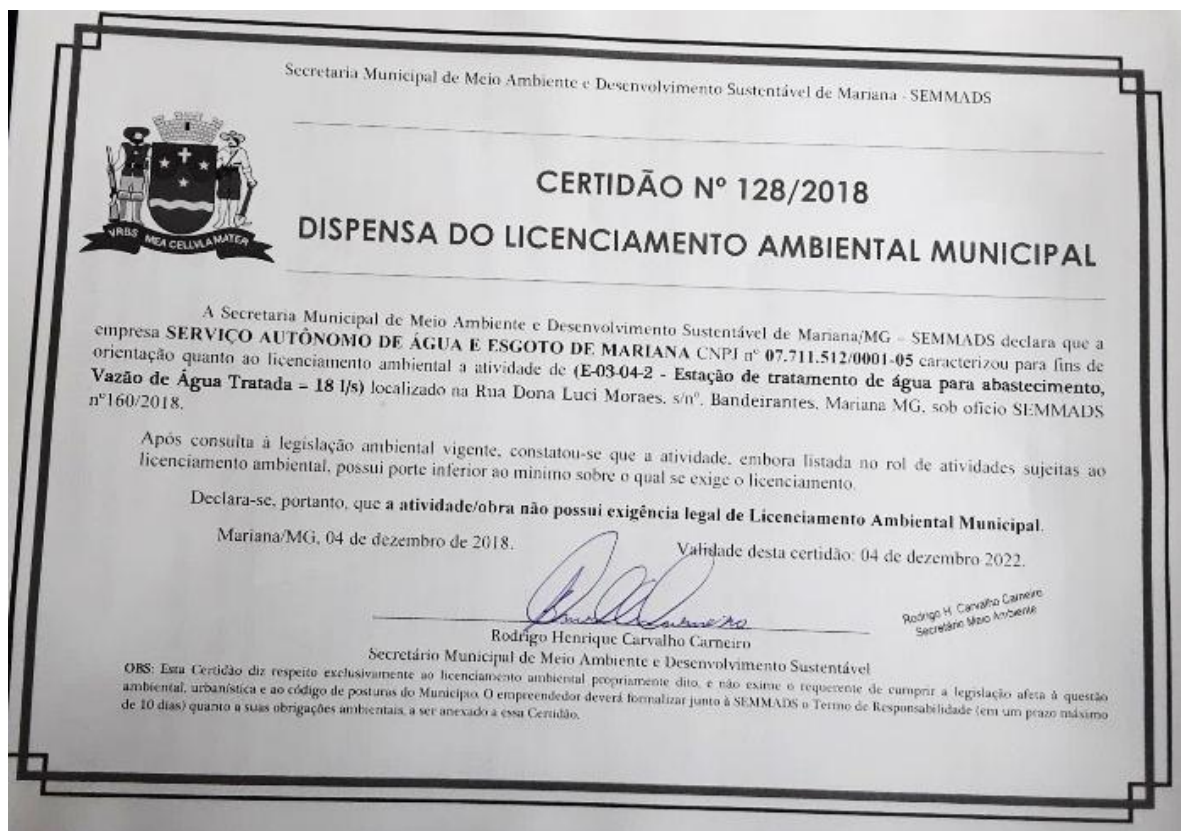 Secretaria Municipal de Meio Ambiente e Desenvolvimento Sustentável de Mariana - SEMMADS
CERTIDÃO Nº 128/2018
DISPENSA DO LICENCIAMENTO AMBIENTAL MUNICIPAL
VRBS MEA CELLVLA MATER
A Secretaria Municipal de Meio Ambiente e Desenvolvimento Sustentável de Mariana/MG – SEMMADS declara que a
empresa SERVIÇO AUTÔNOMO DE ÁGUA E ESGOTO DE MARIANA CNPJ nº 07.711.512/0001-05 caracterizou para fins de
orientação quanto ao licenciamento ambiental a atividade de (E-03-04-2 - Estação de tratamento de água para abastecimento,
Vazão de Água Tratada – 18 l/s) localizado na Rua Dona Luci Moraes, s/nº, Bandeirantes, Mariana MG, sob oficio SEMMADS
nº160/2018.
Após consulta à legislação ambiental vigente, constatou-se que a atividade, embora listada no rol de atividades sujeitas ao
licenciamento ambiental, possui porte inferior ao mínimo sobre o qual se exige o licenciamento.
Declara-se, portanto, que a atividade/obra não possui exigência legal de Licenciamento Ambiental Municipal.
Mariana/MG, 04 de dezembro de 2018.
Validade desta certidão: 04 de dezembro 2022.
Rodrigo H. Carvalho Carneiro
Secretário Meio Ambiente
Rodrigo Henrique Carvalho Carneiro
Secretário Municipal de Meio Ambiente e Desenvolvimento Sustentável
OBS: Esta Certidão diz respeito exclusivamente ao licenciamento ambiental propriamente dito, e não exime o requerente de cumprir a legislação afeta à questão
ambiental, urbanística e ao código de posturas do Município. O empreendedor deverá formalizar junto à SEMMADS o Termo de Responsabilidade (em um prazo máximo
de 10 dias) quanto a suas obrigações ambientais, a ser anexado a essa Certidão.